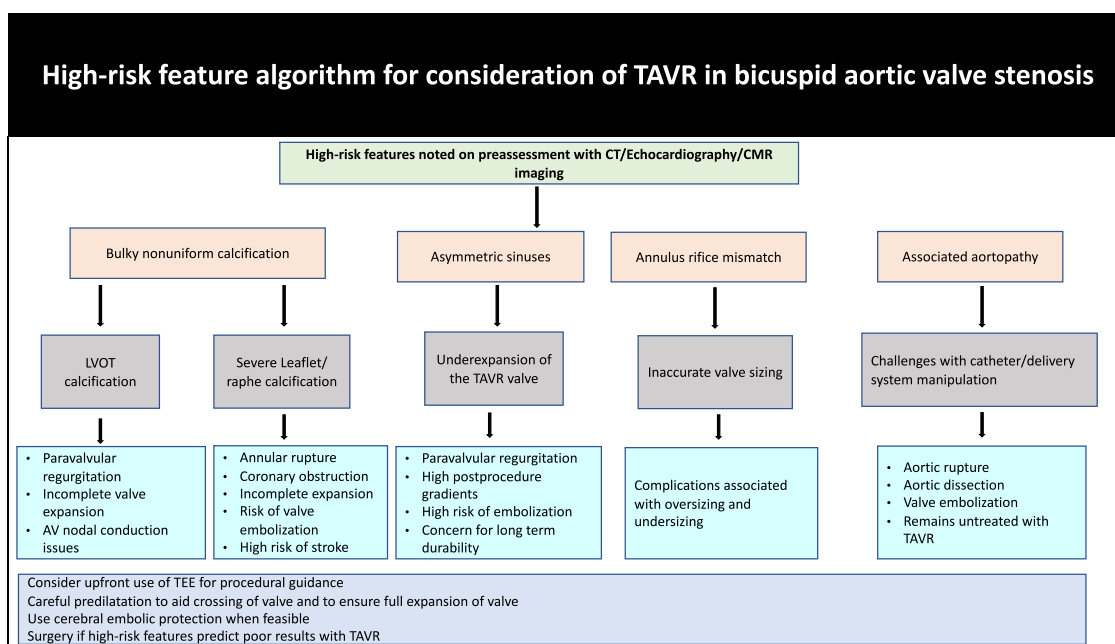 High-risk feature algorithm for consideration of TAVR in bicuspid aortic valve stenosis
High-risk features noted on preassessment with CT/Echocardiography/CMR
imaging
Bulky nonuniform calcification
Asymmetric sinuses
Annulus rifice mismatch
Associated aortopathy
LVOT
calcification
Severe Leaflet/
raphe calcification
Underexpansion of
the TAVR valve
Inaccurate valve sizing
Challenges with catheter/delivery
system manipulation
• Paravalvular
regurgitation
• Incomplete valve
expansion
• AV nodal conduction
issues
• Annular rupture
• Coronary obstruction
• Incomplete expansion
• Risk of valve
embolization
• High risk of stroke
• Paravalvular regurgitation
• High postprocedure
gradients
• High risk of embolization
• Concern for long term
durability
Complications associated
with oversizing and
undersizing
• Aortic rupture
• Aortic dissection
• Valve embolization
• Remains untreated with
TAVR
Consider upfront use of TEE for procedural guidance
Careful predilatation to aid crossing of valve and to ensure full expansion of valve
Use cerebral embolic protection when feasible
Surgery if high-risk features predict poor results with TAVR